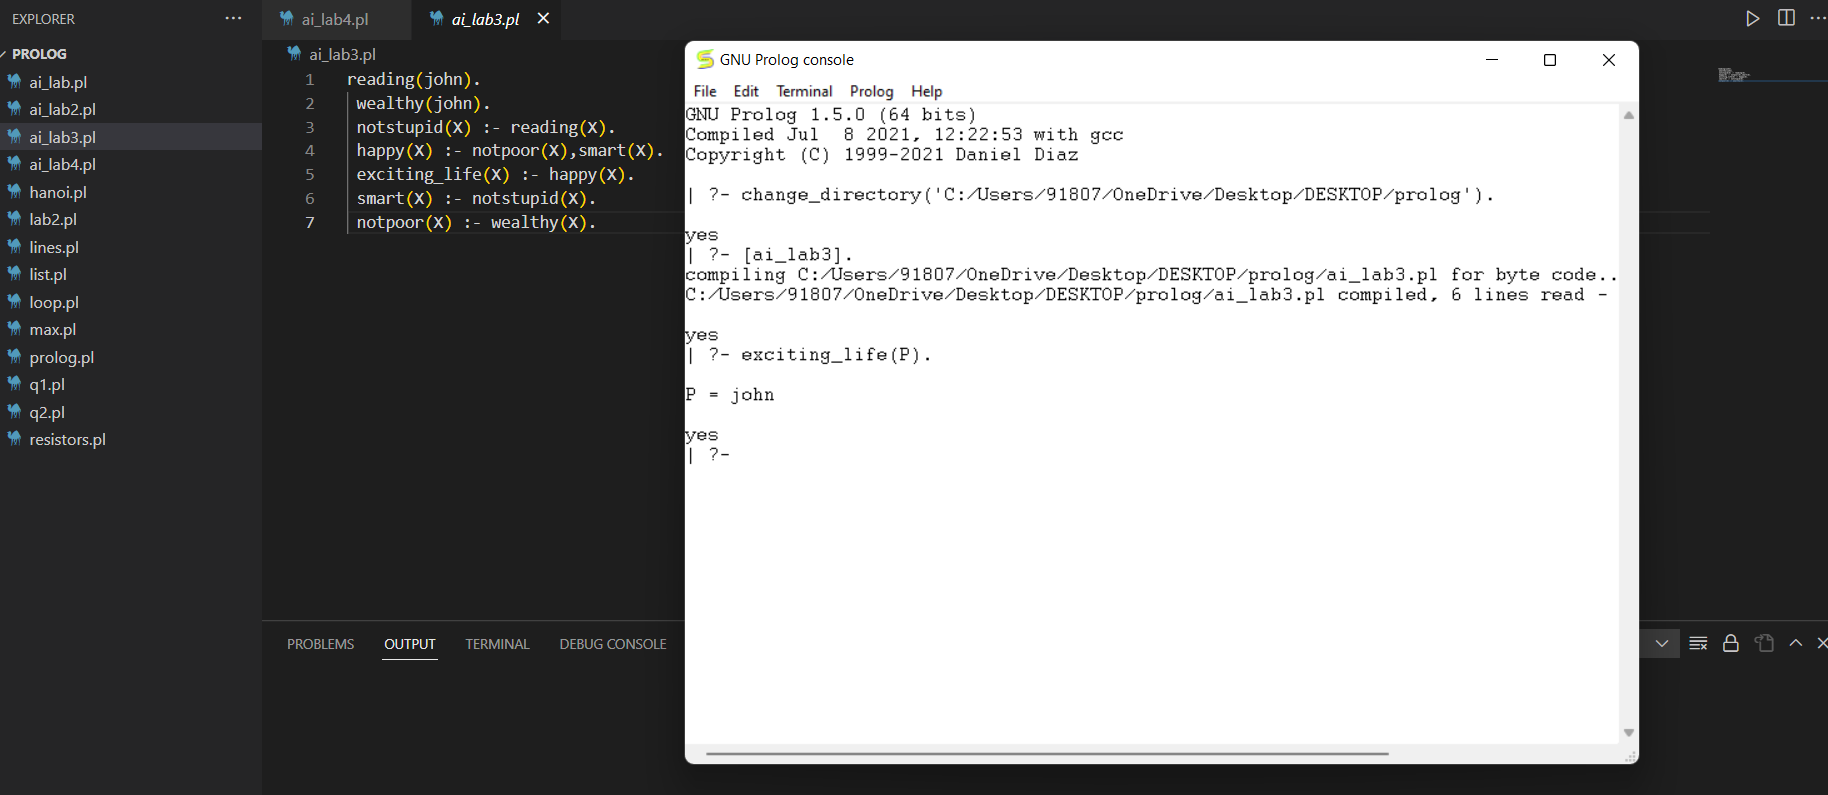 EXPLORER
PROLOG
ai_lab.pl
ai_lab2.pl
ai_lab3.pl
ai_lab4.pl
hanoi.pl
lab2.pl
lines.pl
list.pl
loop.pl
max.pl
prolog.pl
q1.pl
q2.pl
resistors.pl
ai_lab4.pl ai_lab3.pl
ai_lab3.pl
1 reading(john).
2 wealthy(john).
3 notstupid(X) :- reading(X).
4 happy(X) :- notpoor(X),smart(X).
5 exciting_life(X) :- happy(X).
6 smart(X) :- notstupid(X).
7 notpoor(X) :- wealthy(X).
GNU Prolog console
File Edit Terminal Prolog Help
GNU Prolog 1.5.0 (64 bits)
Compiled Jul  8 2021, 12:22:53 with gcc
Copyright (C) 1999-2021 Daniel Diaz
| ?- change_directory('C:/Users/91807/OneDrive/Desktop/DESKTOP/prolog').
yes
| ?- [ai_lab3].
compiling C:/Users/91807/OneDrive/Desktop/DESKTOP/prolog/ai_lab3.pl for byte code..
C:/Users/91807/OneDrive/Desktop/DESKTOP/prolog/ai_lab3.pl compiled, 6 lines read -
yes
| ?- exciting_life(P).
P = john
yes
| ?-
PROBLEMS OUTPUT TERMINAL DEBUG CONSOLE